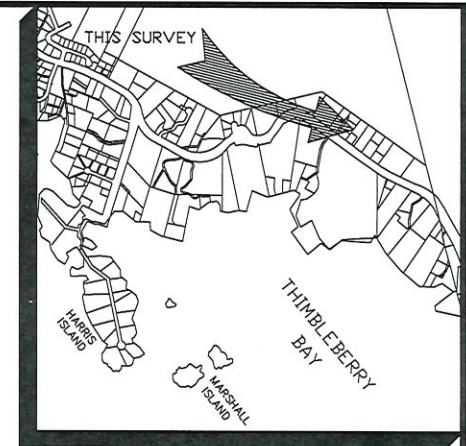 THIS SURVEY
THIMBLEBERRY
BAY
HARRIS
ISLAND
MARSHALL
ISLAND